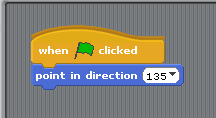 when clicked
point in direction 135